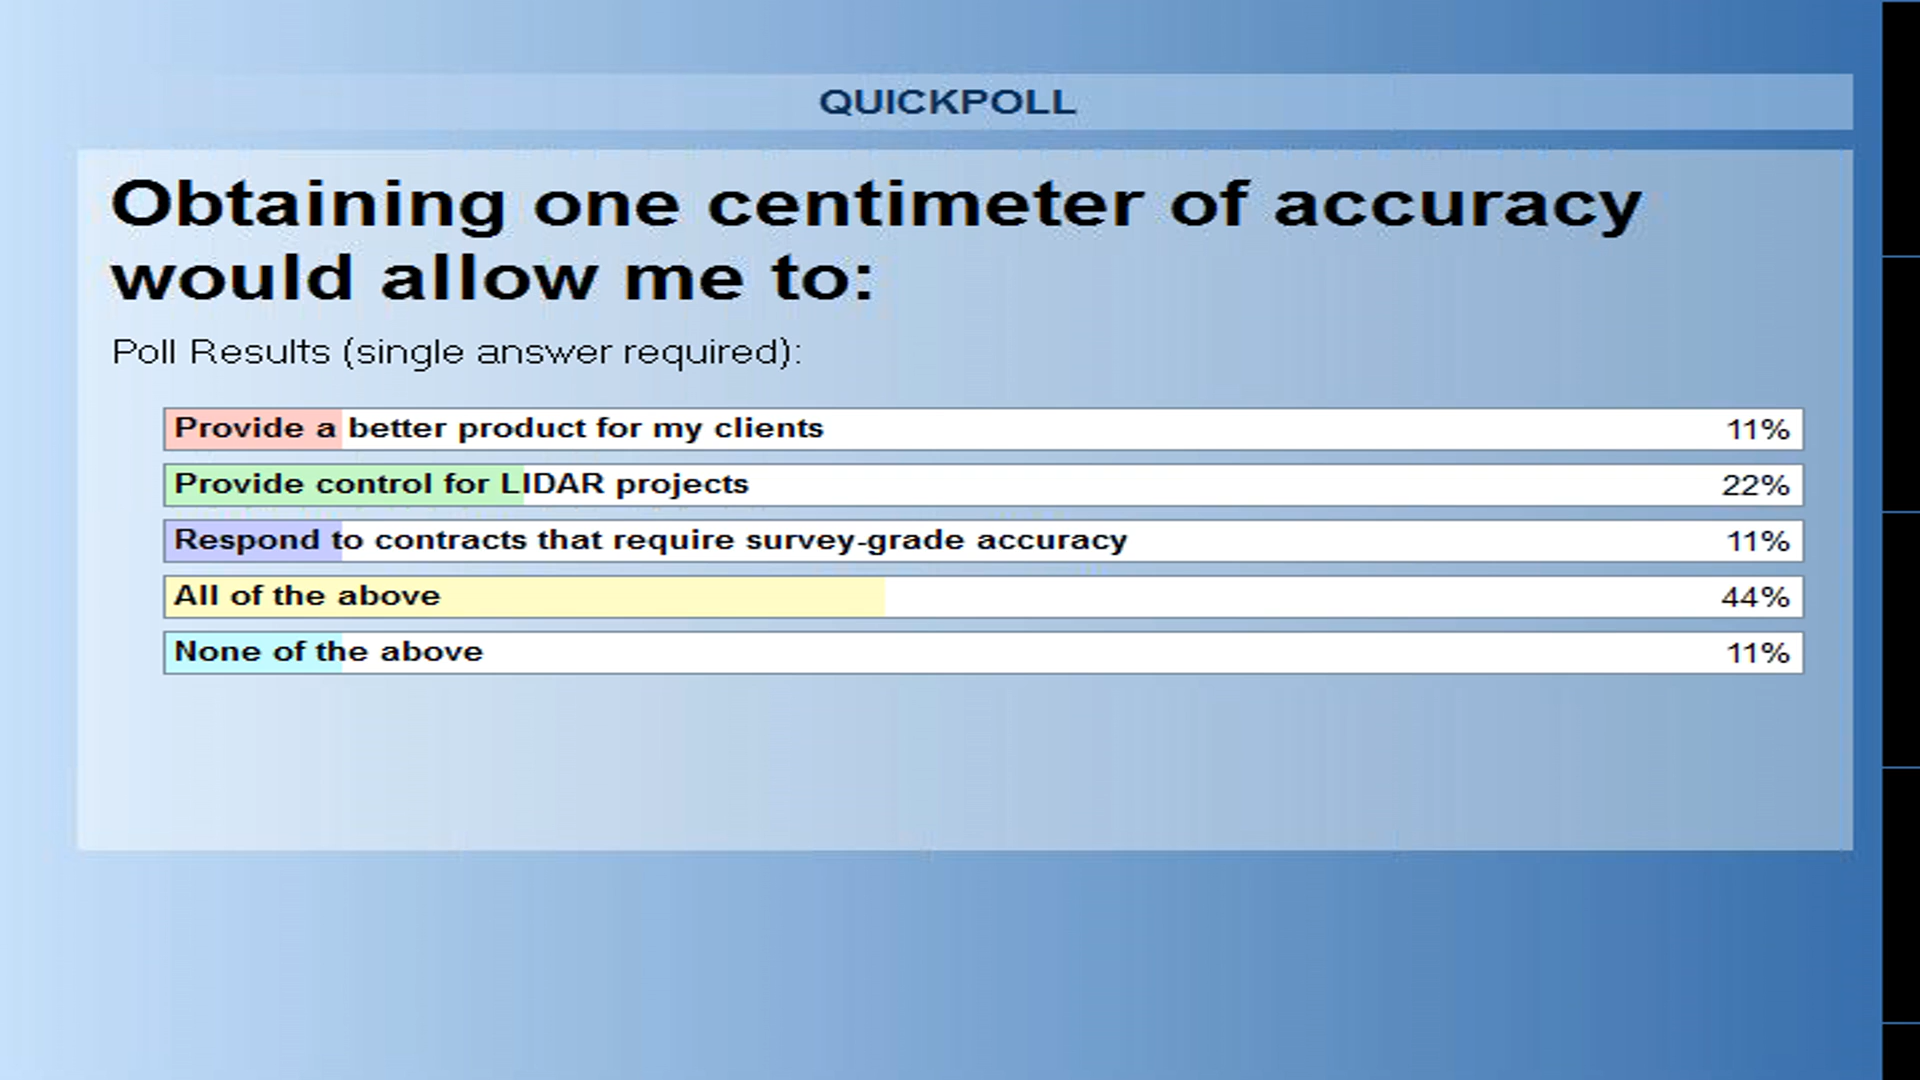 QUICKPOLL
Obtaining one centimeter of accuracy
would allow me to:
Poll Results (single answer required):
Provide a better product for my clients 11%
Provide control for LIDAR projects 22%
Respond to contracts that require survey-grade accuracy 11%
All of the above 44%
None of the above 11%